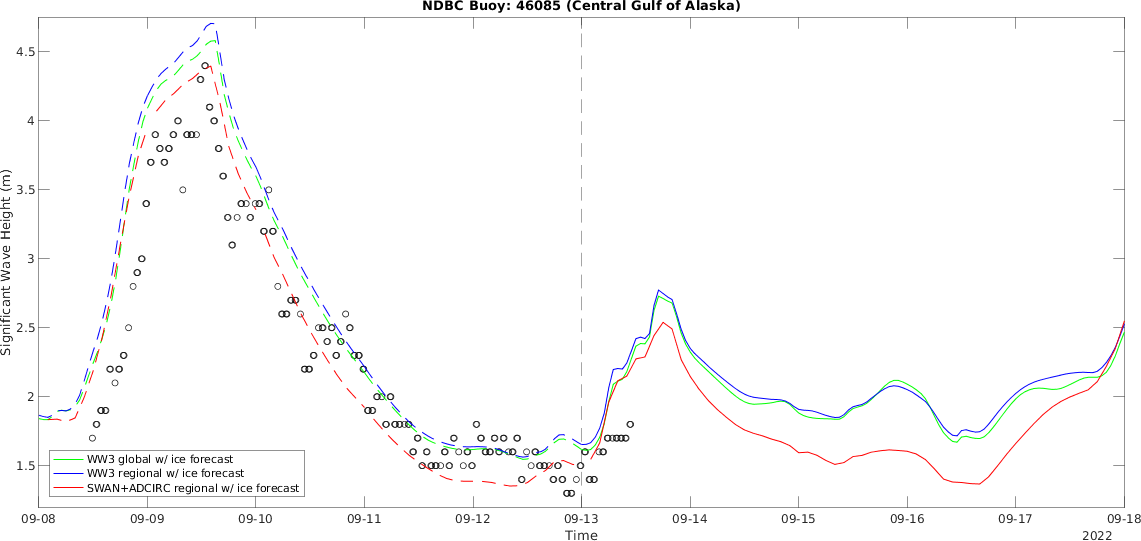 NDBC Buoy: 46085 (Central Gulf of Alaska)
Significant Wave Height (m)
4.5
4
3.5
3
2.5
2
1.5
WW3 global w/ ice forecast
WW3 regional w/ ice forecast
SWAN+ADCIRC regional w/ ice forecast
09-08 09-09 09-10 09-11 09-12 09-13 09-14 09-15 09-16 09-17 09-18
Time
2022